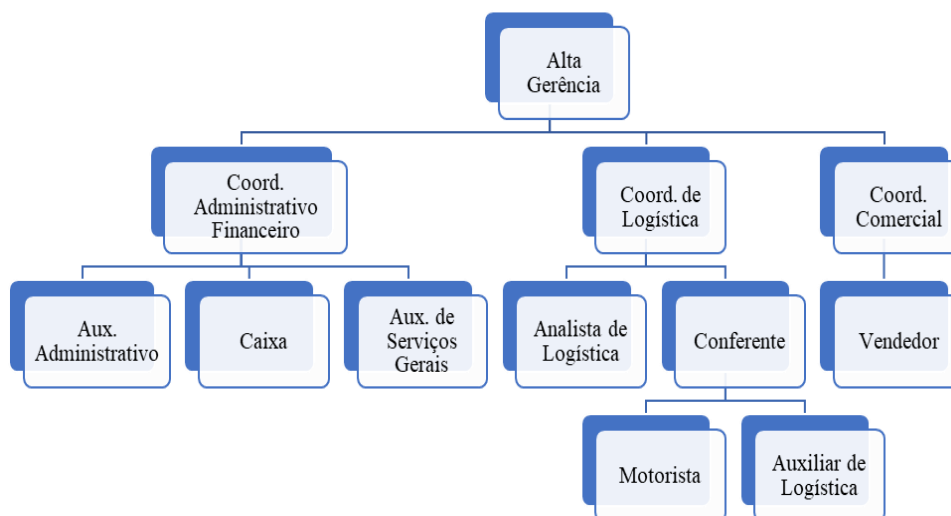 Alta
Gerência
Coord.
Administrativo
Financeiro
Coord. de
Logística
Coord.
Comercial
Aux.
Administrativo
Caixa
Aux. de
Serviços
Gerais
Analista de
Logística
Conferente
Vendedor
Motorista
Auxiliar de
Logística